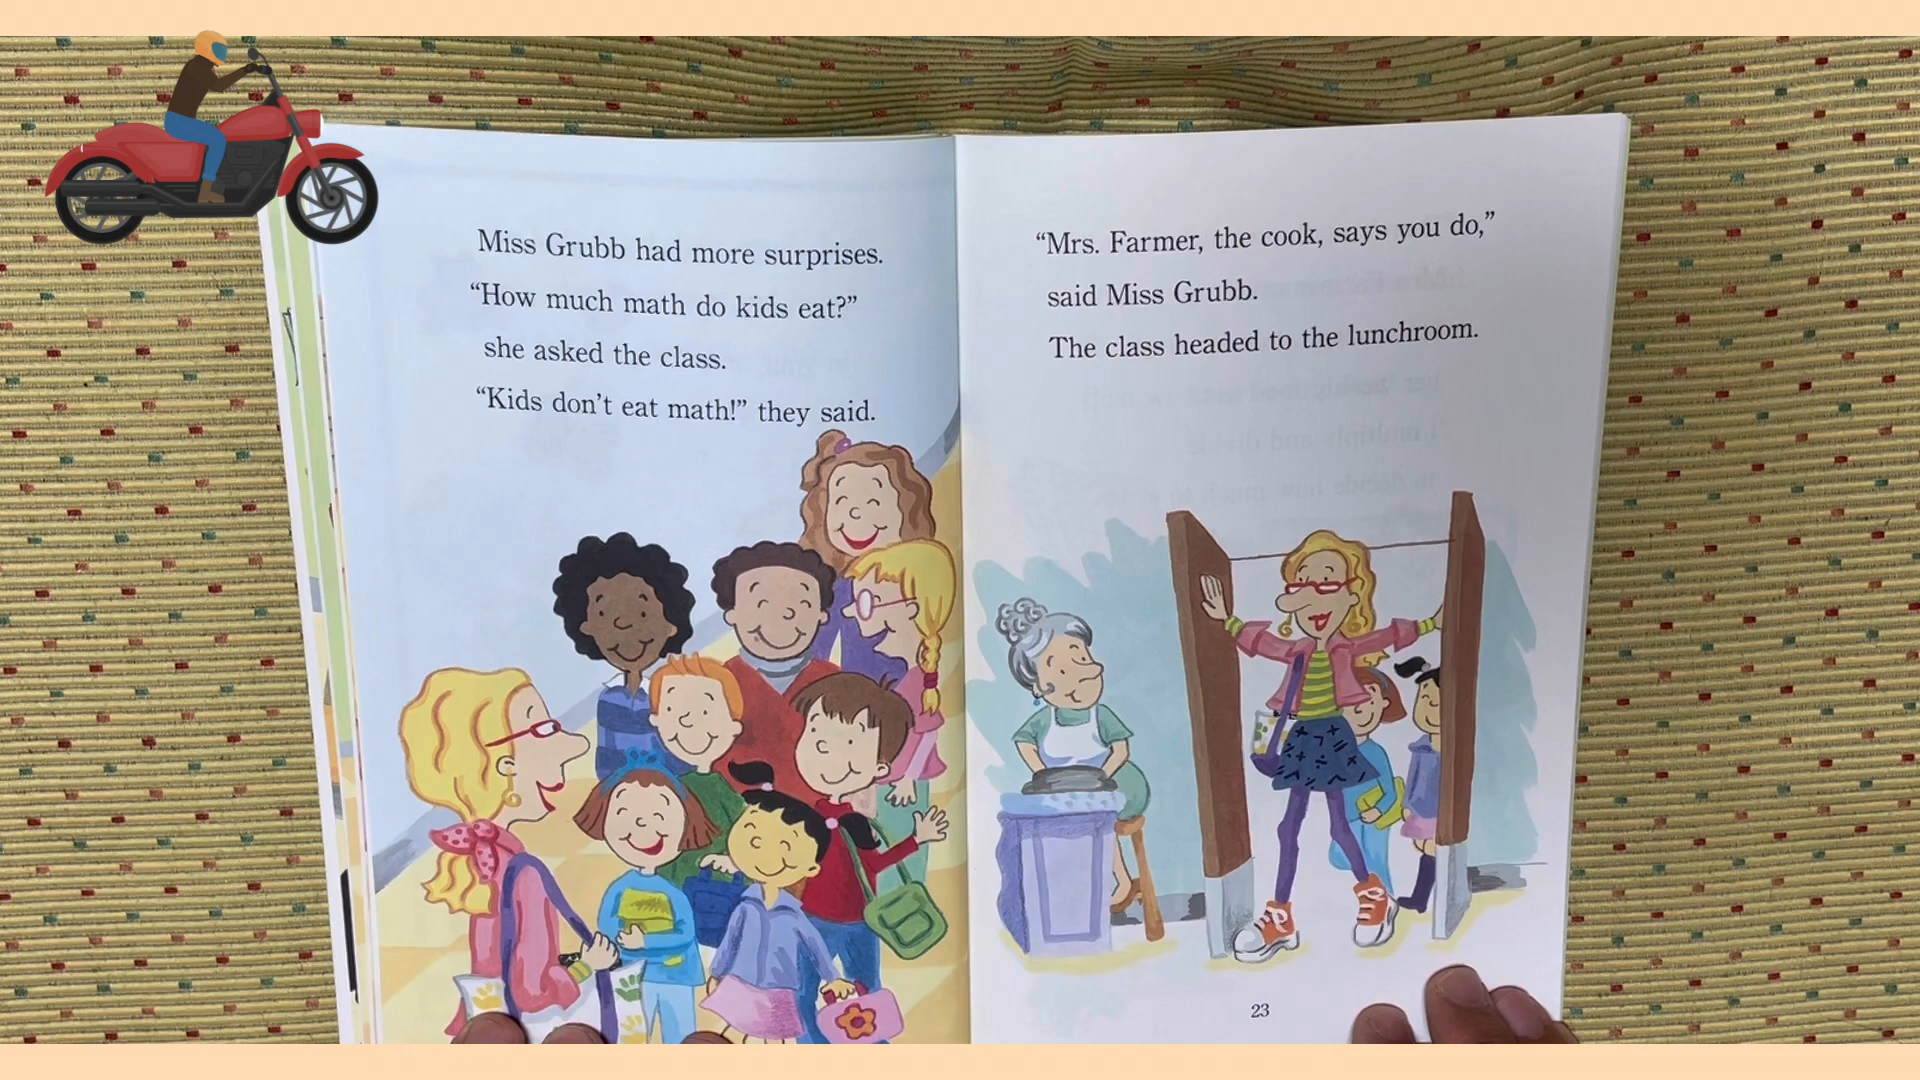 Miss Grubb had more surprises.
“How much math do kids eat?”
she asked the class.
“Kids don’t eat math!” they said.
“Mrs. Farmer, the cook, says you do,”
said Miss Grubb.
The class headed to the lunchroom.
23